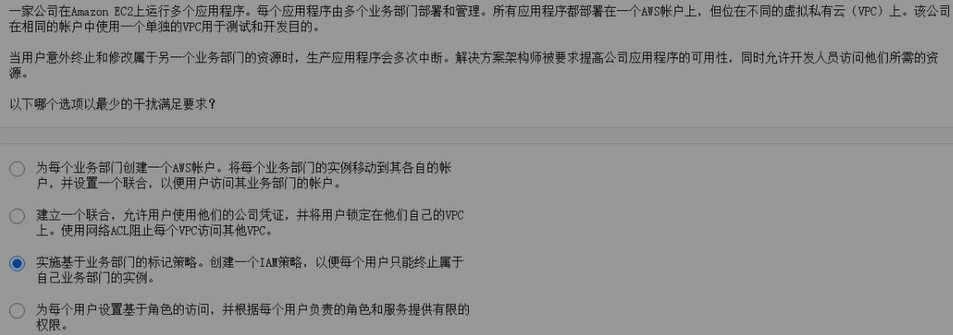 一家公司在Amazon EC2上运行多个应用程序。每个应用程序由多个业务部门部署和管理。所有应用程序都部署在一个AWS帐户上，但位在不同的虚拟私有云（VPC）上。该公司
在相同的帐户中使用一个单独的VPC用于测试和开发目的。
当用户意外终止和修改属于另一个业务部门的资源时，生产应用程序会多次中断。解决方案架构师被要求提高公司应用程序的可用性，同时允许开发人员访问他们所需的资
源。
以下哪个选项以最少的干扰满足要求？
为每个业务部门创建一个AWS帐户。将每个业务部门的实例移动到其各自的帐
户，并设置一个联合，以便用户访问其业务部门的帐户。
建立一个联合，允许用户使用他们的公司凭证，并将用户锁定在他们自己的VPC
上。使用网络ACL阻止每个VPC访问其他VPC。
实施基于业务部门的标记策略。创建一个IAM策略，以便每个用户只能终止属于
自己业务部门的实例。
为每个用户设置基于角色的访问，并根据每个用户负责的角色和服务提供有限的
权限。